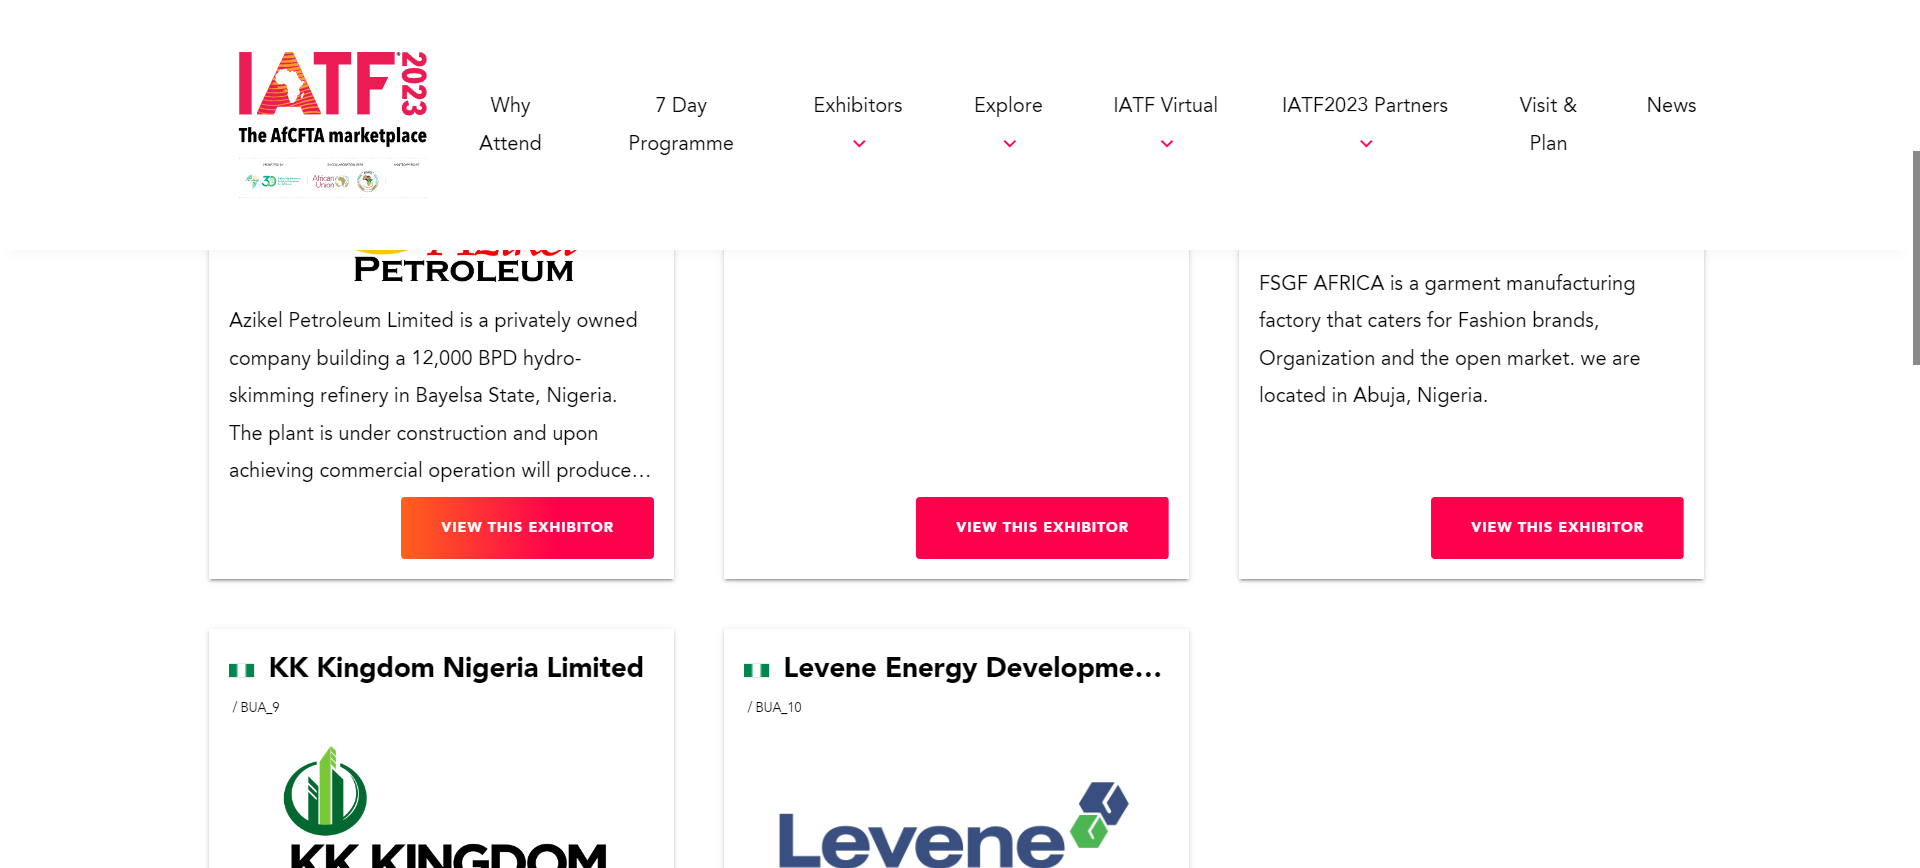 IATF 2023
The AfCFTA marketplace
African
Union
Why
Attend
7 Day
Programme
Exhibitors
Explore
IATF Virtual
IATF2023 Partners
Visit &
Plan
News
PETROLEUM
Azikel Petroleum Limited is a privately owned
company building a 12,000 BPD hydro-
skimming refinery in Bayelsa State, Nigeria.
The plant is under construction and upon
achieving commercial operation will produce…
VIEW THIS EXHIBITOR
VIEW THIS EXHIBITOR
FSGF AFRICA is a garment manufacturing
factory that caters for Fashion brands,
Organization and the open market. we are
located in Abuja, Nigeria.
VIEW THIS EXHIBITOR
KK Kingdom Nigeria Limited
/ BUA_9
KK KINGDOM
Levene Energy Developme…
/ BUA_10
Levene